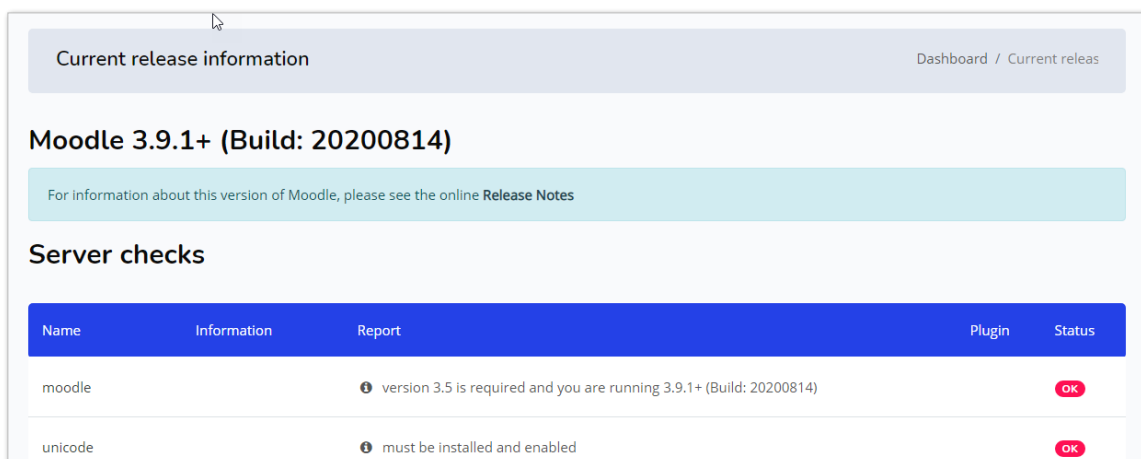 Current release information
Dashboard / Current releas
Moodle 3.9.1+ (Build: 20200814)
For information about this version of Moodle, please see the online Release Notes
Server checks
Name Information Report Plugin Status
moodle version 3.5 is required and you are running 3.9.1+ (Build: 20200814) OK
unicode must be installed and enabled OK